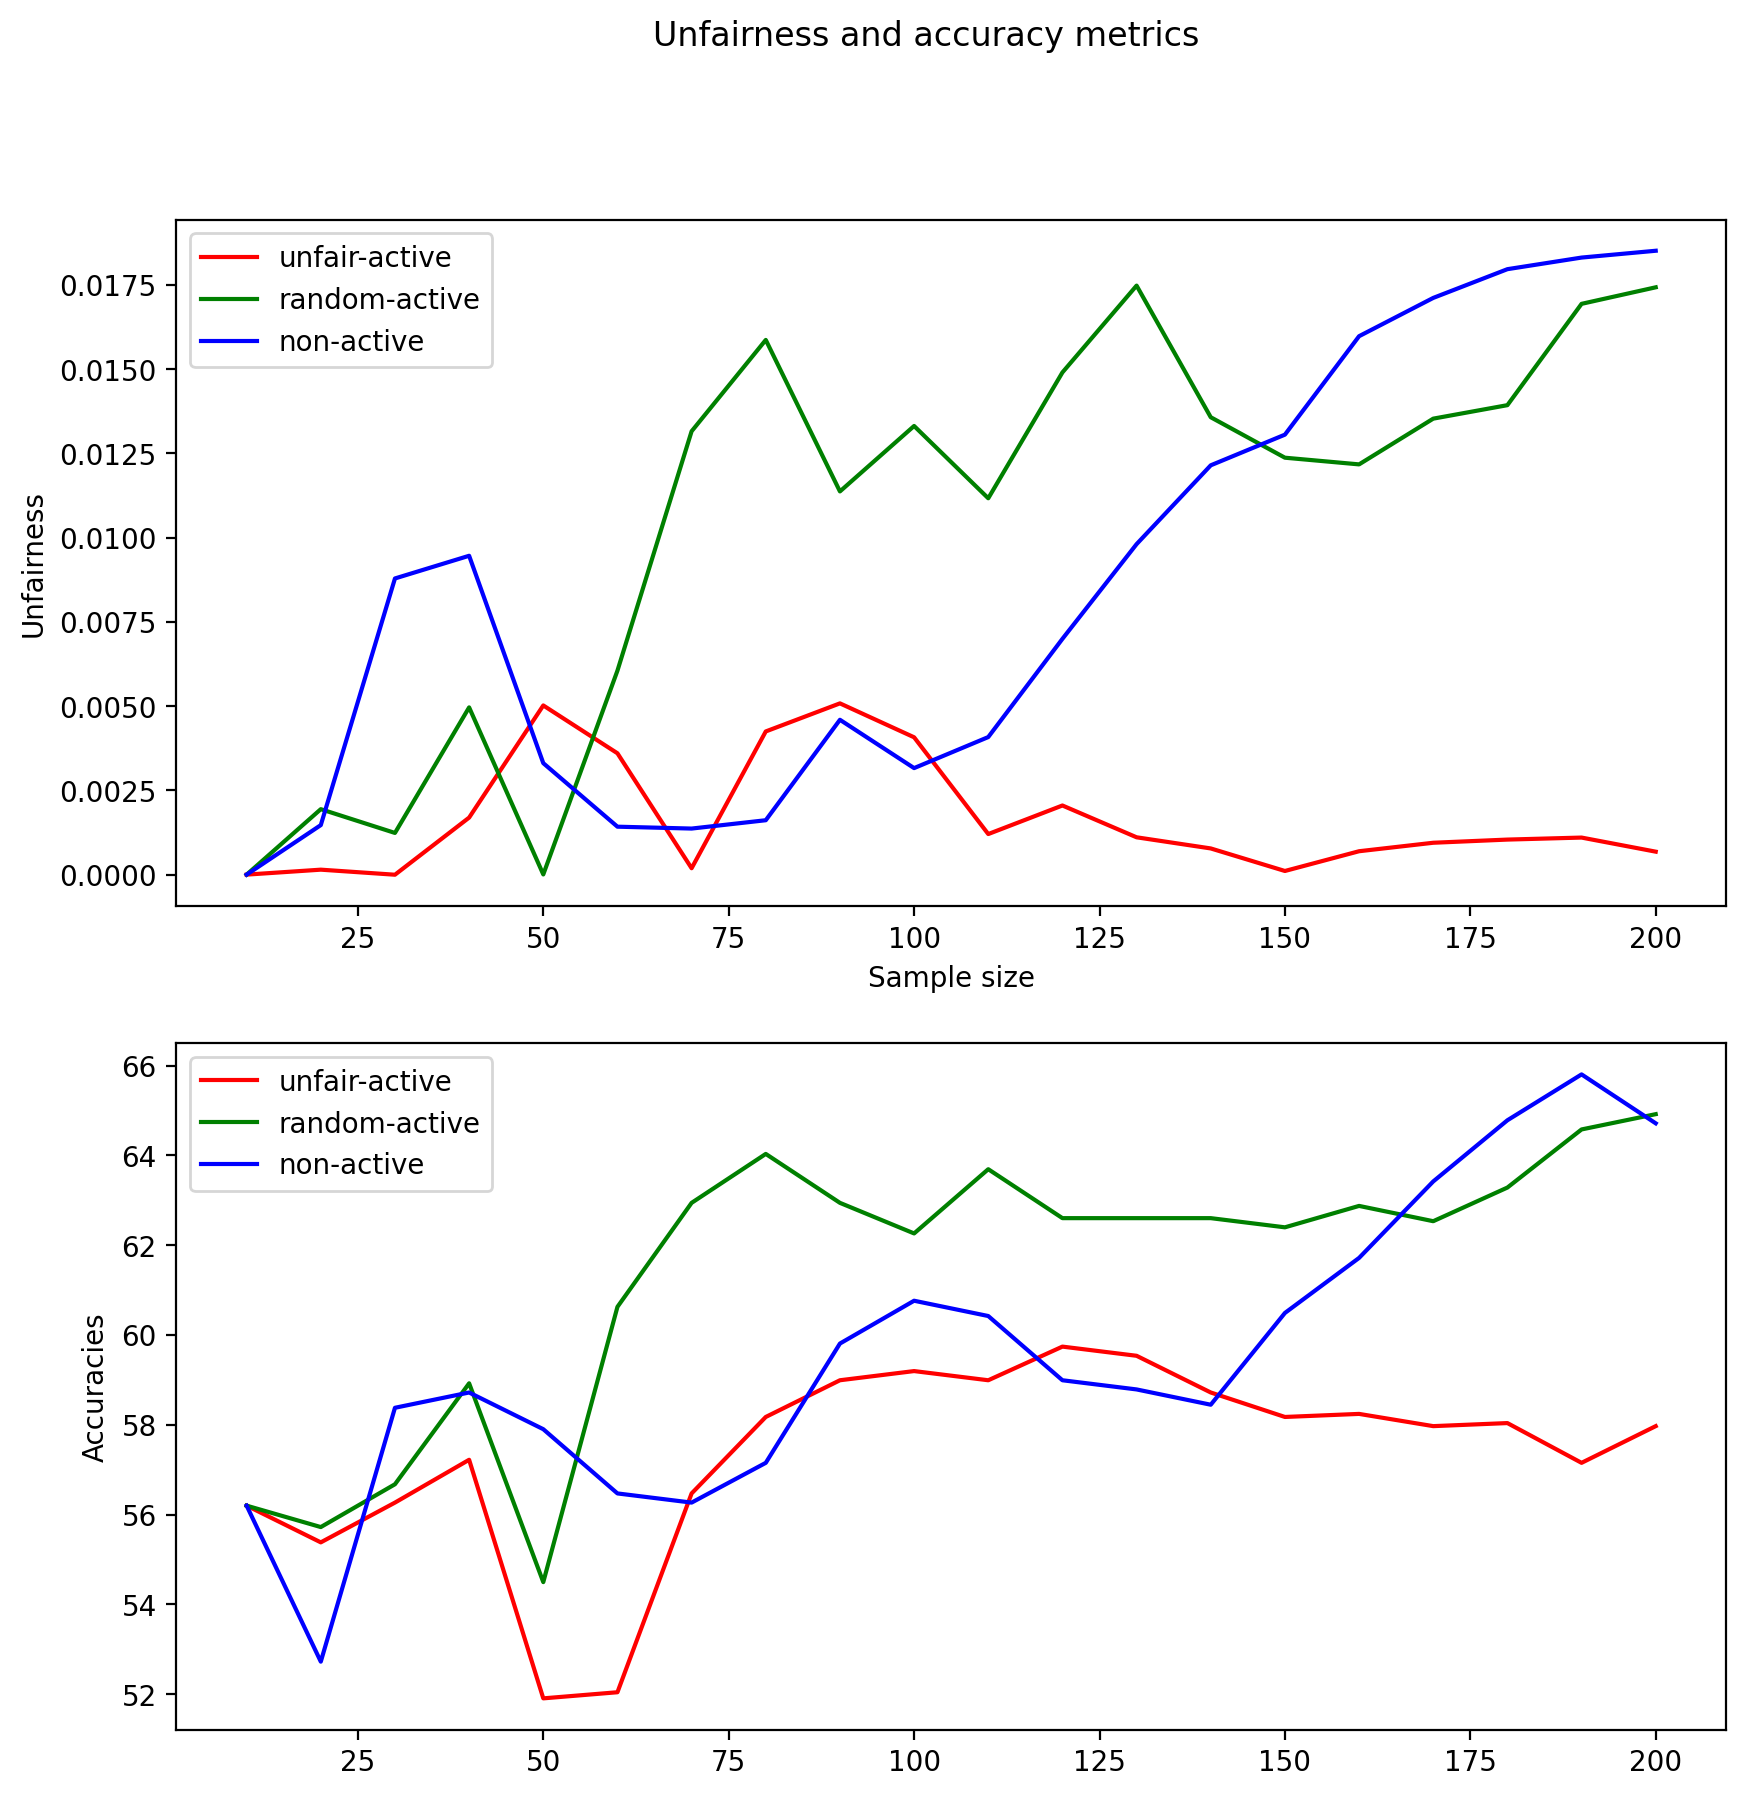 Unfairness and accuracy metrics
unfair-active
random-active
non-active
0.0175
0.0150
0.0125
0.0100
0.0075
0.0050
0.0025
0.0000
Unfairness
25 50 75 100 125 150 175 200
Sample size
unfair-active
random-active
non-active
66
64
62
60
58
56
54
52
Accuracies
25 50 75 100 125 150 175 200